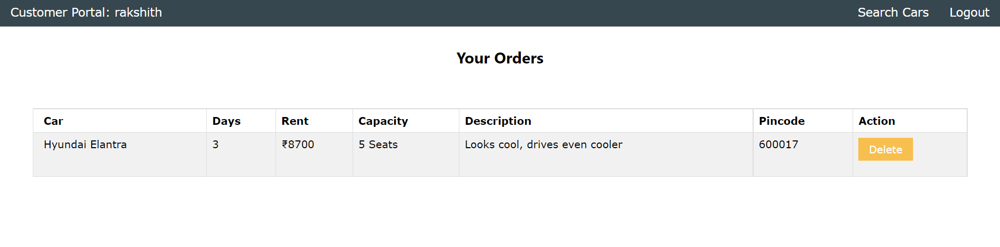 Customer Portal: rakshith Search Cars Logout
Your Orders
Car Days Rent Capacity Description Pincode Action
Hyundai Elantra 3 ₹8700 5 Seats Looks cool, drives even cooler 600017 Delete